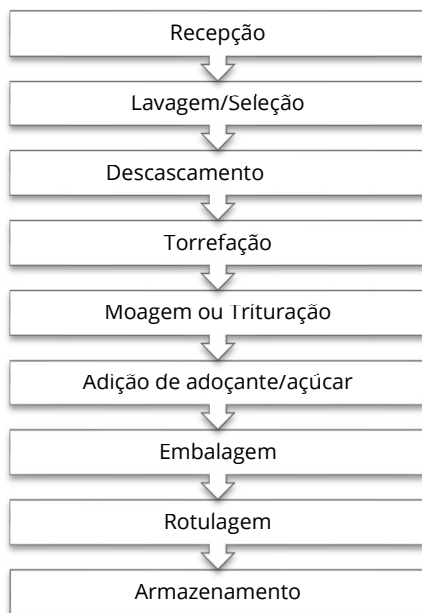 Recepção
Lavagem/Seleção
Descascamento
Torrefação
Moagem ou Trituração
Adição de adoçante/açúcar
Embalagem
Rotulagem
Armazenamento